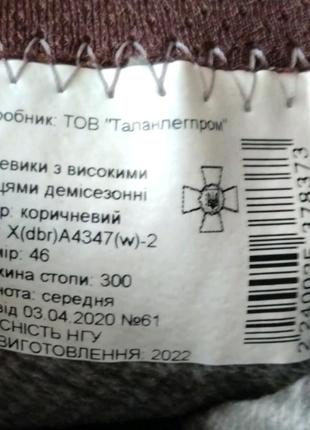 робник: ТОВ "Таланлегпром"
евики з високими
цями демісезонні
р: коричневий
X(dbr)A4347(w)-2
мір: 46
жина стопи: 300
нота: середня
від 03.04.2020 №61
СНІСТЬ НГУ
ВИГОТОВЛЕННЯ: 2022
2240035278373